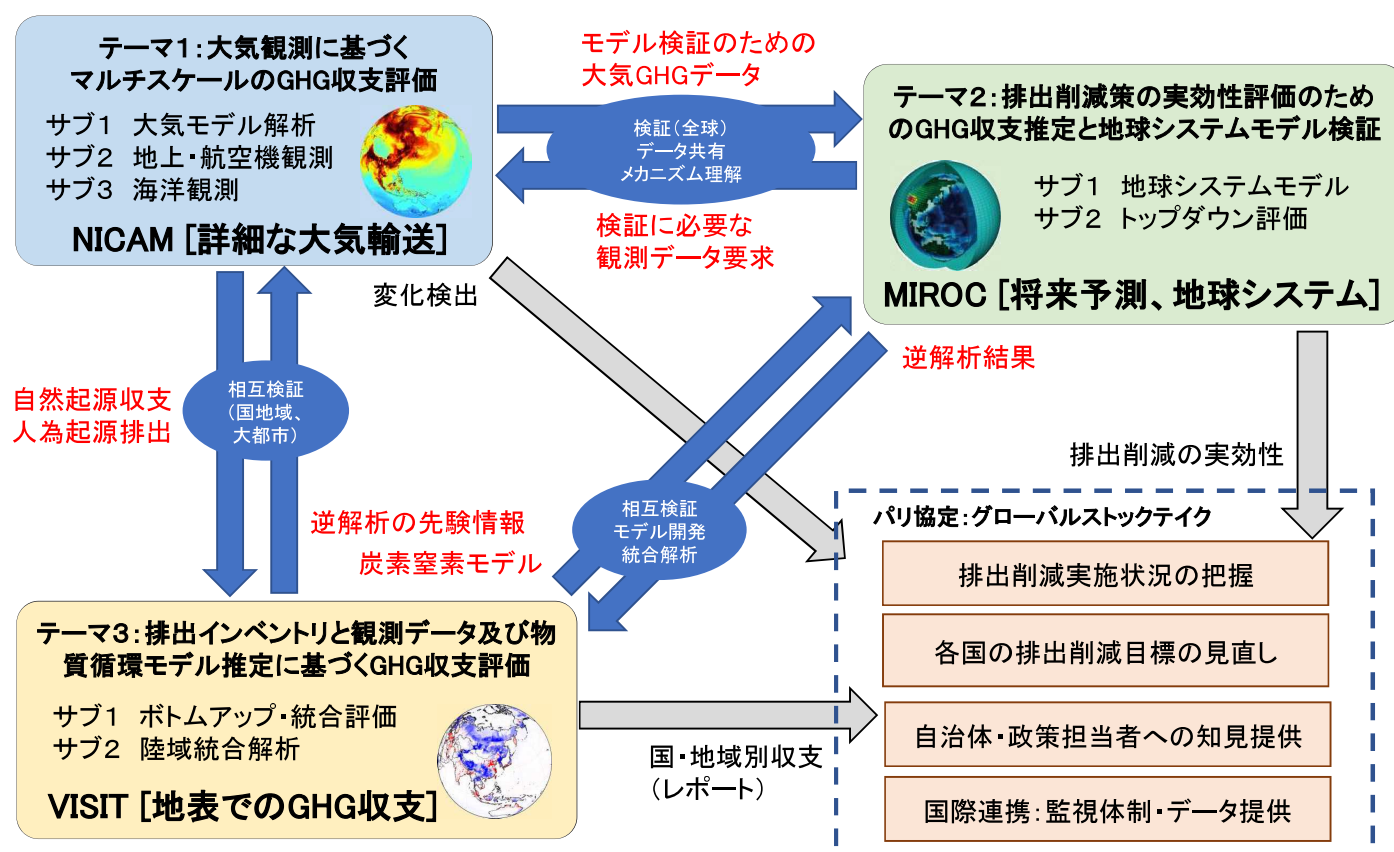 テーマ1：大気観測に基づく
マルチスケールのGHG収支評価
サブ1　大気モデル解析
サブ2　地上・航空機観測
サブ3　海洋観測
NICAM [詳細な大気輸送]
モデル検証のための
大気GHGデータ
検証（全球）
データ共有
メカニズム理解
検証に必要な
観測データ要求
テーマ2：排出削減策の実効性評価のため
のGHG収支推定と地球システムモデル検証
サブ1　地球システムモデル
サブ2　トップダウン評価
MIROC [将来予測、地球システム]
変化検出
逆解析結果
自然起源収支
人為起源排出
相互検証
（国地域、
大都市）
排出削減の実効性
逆解析の先験情報
炭素窒素モデル
相互検証
モデル開発
統合解析
テーマ3：排出インベントリと観測データ及び物
質循環モデル推定に基づくGHG収支評価
サブ1　ボトムアップ・統合評価
サブ2　陸域統合解析
VISIT [地表でのGHG収支]
国・地域別収支
（レポート）
パリ協定：グローバルストックテイク
排出削減実施状況の把握
各国の排出削減目標の見直し
自治体・政策担当者への知見提供
国際連携：監視体制・データ提供